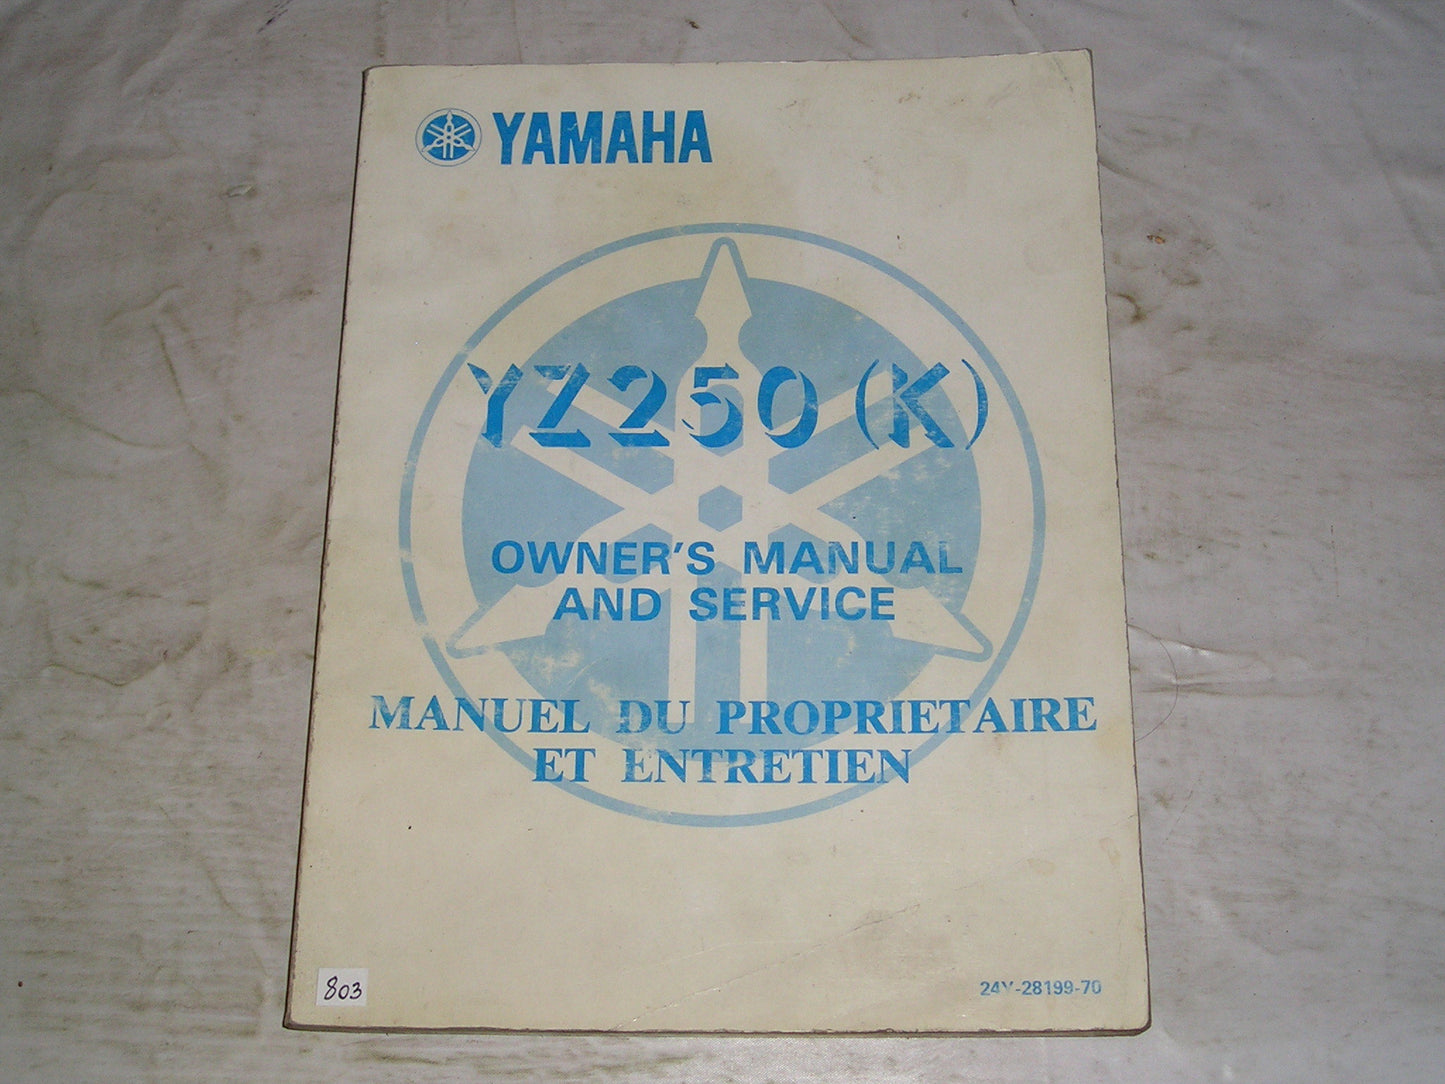 YAMAHA
YZ250 (K)
OWNER'S MANUAL
AND SERVICE
MANUEL DU PROPRIETAIRE
ET ENTRETIEN
803
24Y-28199-70